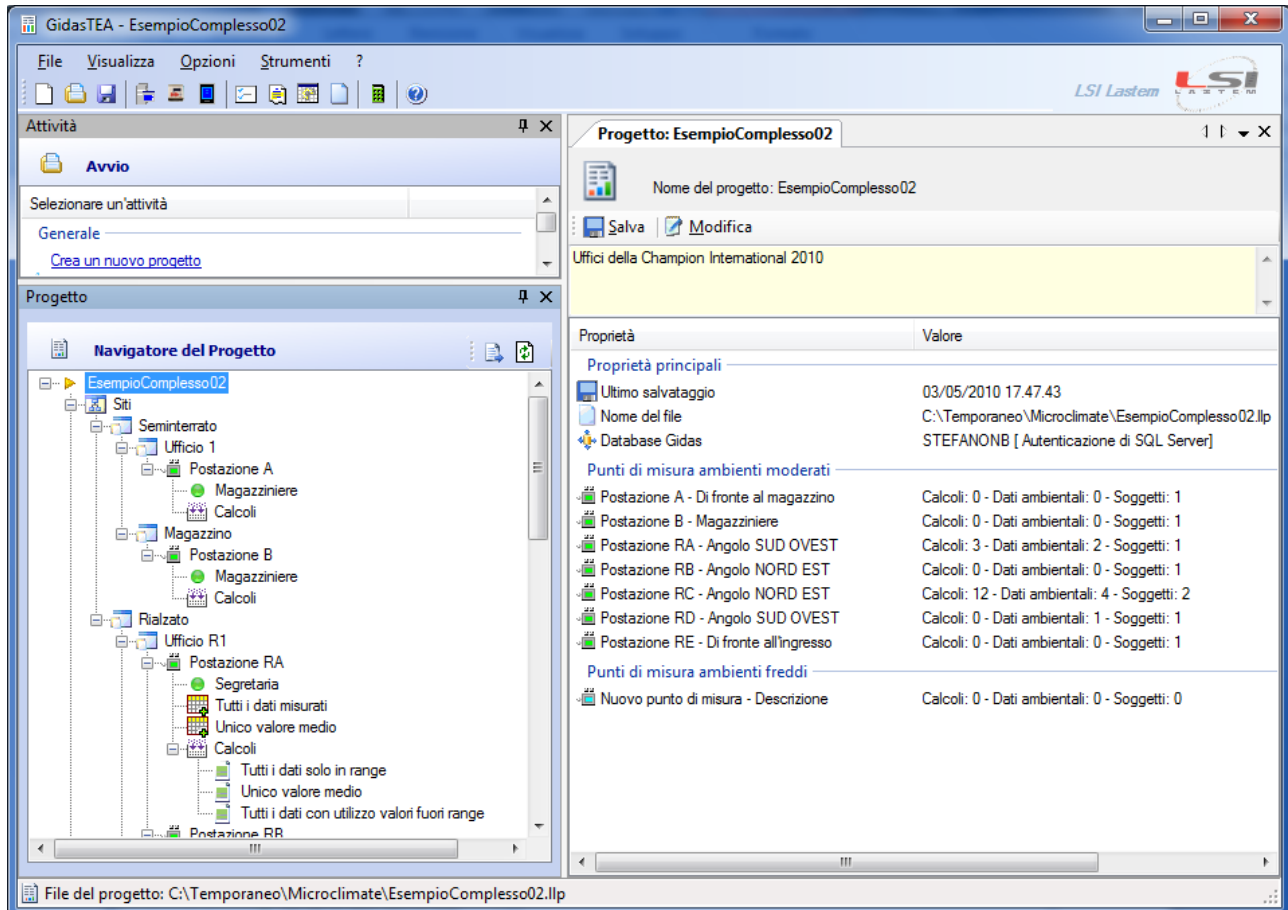 GidasTEA - EsempioComplesso02
File Visualizza Opzioni Strumenti ?
LSI Lastem
LSI
LASTEM
Attività
Avvio
Selezionare un'attività
Generale
Crea un nuovo progetto
Progetto
Navigatore del Progetto
EsempioComplesso02
Siti
Seminterrato
Ufficio 1
Postazione A
Magazziniere
Calcoli
Magazzino
Postazione B
Magazziniere
Calcoli
Rialzato
Ufficio R1
Postazione RA
Segretaria
Tutti i dati misurati
Unico valore medio
Calcoli
Tutti i dati solo in range
Unico valore medio
Tutti i dati con utilizzo valori fuori range
Postazione RB
Progetto: EsempioComplesso02
Nome del progetto: EsempioComplesso02
Salva Modifica
Uffici della Champion International 2010
Proprietà Valore
Proprietà principali
Ultimo salvataggio 03/05/2010 17.47.43
Nome del file C:\Temporaneo\Microclimate\EsempioComplesso02.llp
Database Gidas STEFANONB [ Autenticazione di SQL Server]
Punti di misura ambienti moderati
Postazione A - Di fronte al magazzino Calcoli: 0 - Dati ambientali: 0 - Soggetti: 1
Postazione B - Magazziniere Calcoli: 0 - Dati ambientali: 0 - Soggetti: 1
Postazione RA - Angolo SUD OVEST Calcoli: 3 - Dati ambientali: 2 - Soggetti: 1
Postazione RB - Angolo NORD EST Calcoli: 0 - Dati ambientali: 0 - Soggetti: 1
Postazione RC - Angolo NORD EST Calcoli: 12 - Dati ambientali: 4 - Soggetti: 2
Postazione RD - Angolo SUD OVEST Calcoli: 0 - Dati ambientali: 1 - Soggetti: 1
Postazione RE - Di fronte all'ingresso Calcoli: 0 - Dati ambientali: 0 - Soggetti: 1
Punti di misura ambienti freddi
Nuovo punto di misura - Descrizione Calcoli: 0 - Dati ambientali: 0 - Soggetti: 0
File del progetto: C:\Temporaneo\Microclimate\EsempioComplesso02.llp